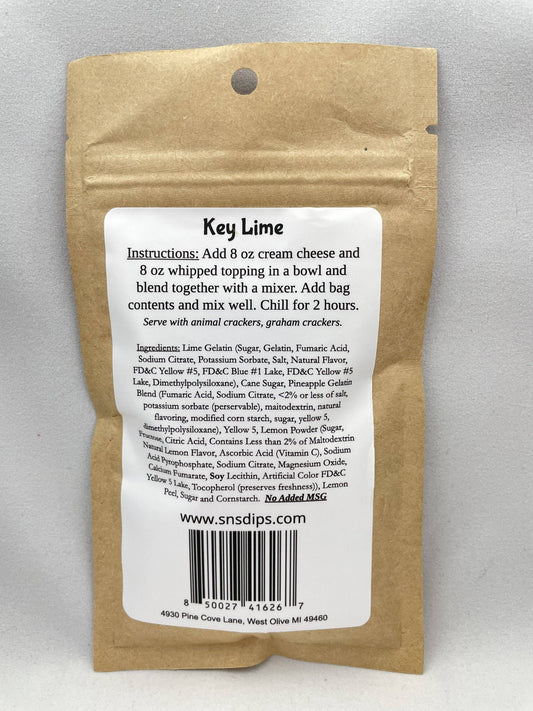 Key Lime
Instructions: Add 8 oz cream cheese and
8 oz whipped topping in a bowl and
blend together with a mixer. Add bag
contents and mix well. Chill for 2 hours.
Serve with animal crackers, graham crackers.
Ingredients: Lime Gelatin (Sugar, Gelatin, Fumaric Acid,
Sodium Citrate, Potassium Sorbate, Salt, Natural Flavor,
FD&C Yellow #5, FD&C Blue #1 Lake, FD&C Yellow #5
Lake, Dimethylpolysiloxane), Cane Sugar, Pineapple Gelatin
Blend (Fumaric Acid, Sodium Citrate, <2% or less of salt,
potassium sorbate (perservable), maitodextrin, natural
flavoring, modified corn starch, sugar, yellow 5,
dimethylpolysiloxane), Yellow 5, Lemon Powder (Sugar,
Fructose, Citric Acid, Contains Less than 2% of Maltodextrin
Natural Lemon Flavor, Ascorbic Acid (Vitamin C), Sodium
Acid Pyrophosphate, Sodium Citrate, Magnesium Oxide,
Calcium Fumarate, Soy Lecithin, Artificial Color FD&C
Yellow 5 Lake, Tocopherol (preserves freshness)), Lemon
Peel, Sugar and Cornstarch. No Added MSG
www.snsdips.com
8 50027 41626 7
4930 Pine Cove Lane, West Olive MI 49460